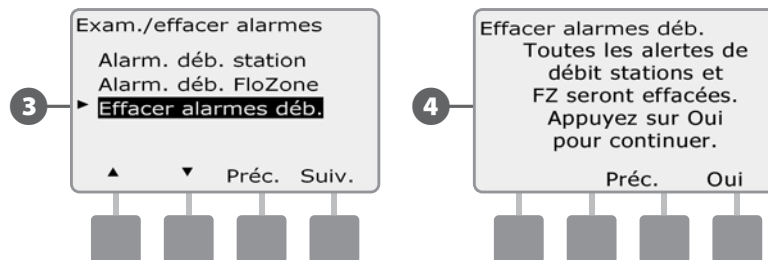 Exam./effacer alarmes
Alarm. déb. station
Alarm. déb. FloZone
3
► Effacer alarmes déb.
▲ ▼ Préc. Suiv.
Effacer alarmes déb.
Toutes les alertes de
débit stations et
FZ seront effacées.
4
Appuyez sur Oui
pour continuer.
Préc. Oui